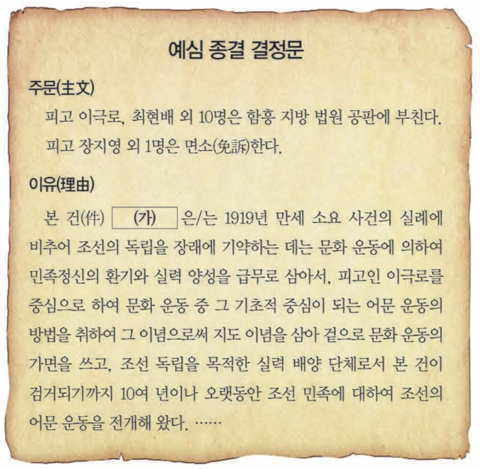 예심 종결 결정문
주문(主文)
피고 이극로, 최현배 외 10명은 함흥 지방 법원 공판에 부친다.
피고 장지영 외 1명은 면소(免訴)한다.
이유(理由)
본 건(件) (가) 은/는 1919년 만세 소요 사건의 실례에
비추어 조선의 독립을 장래에 기약하는 데는 문화 운동에 의하여
민족정신의 환기와 실력 양성을 급무로 삼아서, 피고인 이극로를
중심으로 하여 문화 운동 중 그 기초적 중심이 되는 어문 운동의
방법을 취하여 그 이념으로써 지도 이념을 삼아 겉으로 문화 운동의
가면을 쓰고, 조선 독립을 목적한 실력 배양 단체로서 본 건이
검거되기까지 10여 년이나 오랫동안 조선 민족에 대하여 조선의
어문 운동을 전개해 왔다. ……